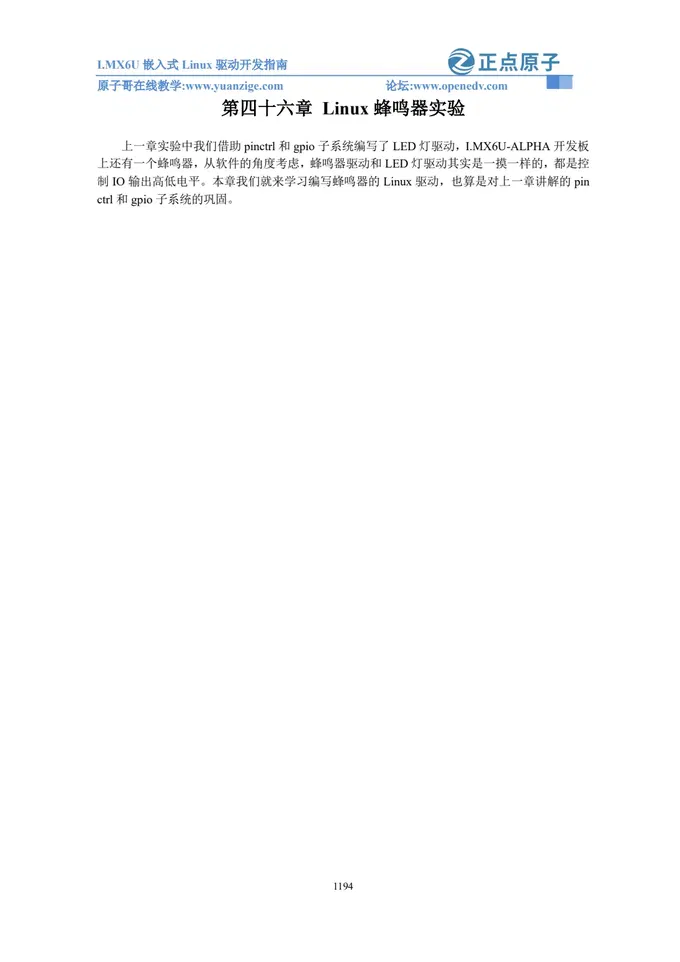 I.MX6U 嵌入式 Linux 驱动开发指南
正点原子
原子哥在线教学:www.yuanzige.com 论坛:www.openedv.com
第四十六章 Linux 蜂鸣器实验
上一章实验中我们借助 pinctrl 和 gpio 子系统编写了 LED 灯驱动，I.MX6U-ALPHA 开发板
上还有一个蜂鸣器，从软件的角度考虑，蜂鸣器驱动和 LED 灯驱动其实是一摸一样的，都是控
制 IO 输出高低电平。本章我们就来学习编写蜂鸣器的 Linux 驱动，也算是对上一章讲解的 pin
ctrl 和 gpio 子系统的巩固。
1194